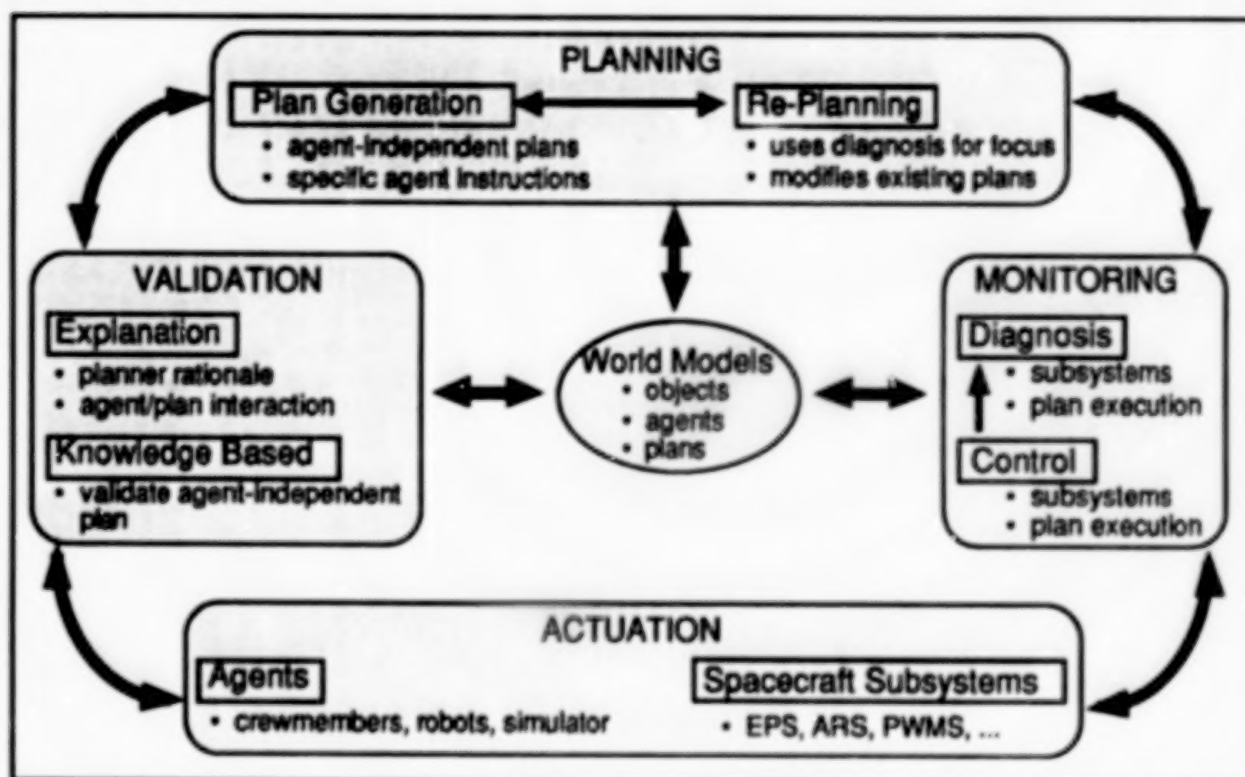 PLANNING
Plan Generation
• agent-independent plans
• specific agent instructions
Re-Planning
• uses diagnosis for focus
• modifies existing plans
VALIDATION
Explanation
• planner rationale
• agent/plan interaction
Knowledge Based
• validate agent-independent
plan
World Models
• objects
• agents
• plans
MONITORING
Diagnosis
• subsystems
• plan execution
Control
• subsystems
• plan execution
ACTUATION
Agents
• crewmembers, robots, simulator
Spacecraft Subsystems
• EPS, ARS, PWMS, ...